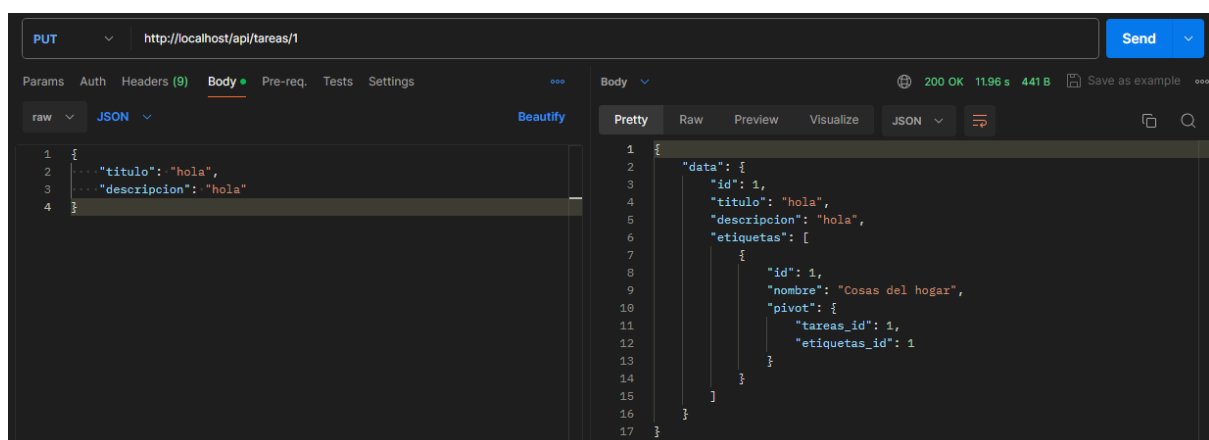 PUT http://localhost/api/tareas/1 Send
Params Auth Headers (9) Body Pre-req. Tests Settings
raw JSON Beautify
1 {
2 "titulo": "hola",
3 "descripcion": "hola"
4 }
Body 200 OK 11.96 s 441 B Save as example
Pretty Raw Preview Visualize JSON
1 {
2 "data": {
3 "id": 1,
4 "titulo": "hola",
5 "descripcion": "hola",
6 "etiquetas": [
7 {
8 "id": 1,
9 "nombre": "Cosas del hogar",
10 "pivot": {
11 "tareas_id": 1,
12 "etiquetas_id": 1
13 }
14 }
15 ]
16 }
17 }